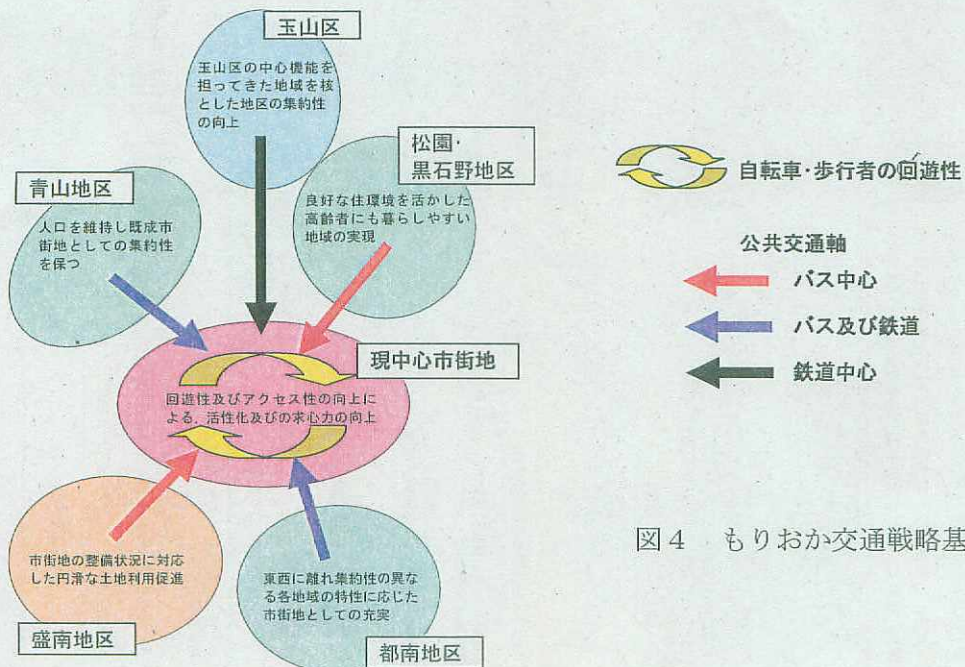 玉山区
玉山区の中心機能を
担ってきた地域を核
とした地区の集約性
の向上
松園・
黒石野地区
良好な住環境を活かした
高齢者にも暮らしやすい
地域の実現
青山地区
人口を維持し既成市
街地としての集約性
を保つ
現中心市街地
回遊性及びアクセス性の向上に
よる、活性化及びの求心力の向上
市街地の整備状況に対応
した円滑な土地利用促進
盛南地区
東西に離れ集約性の異な
る各地域の特性に応じた
市街地としての充実
都南地区
自転車・歩行者の回遊性
公共交通軸
バス中心
バス及び鉄道
鉄道中心
図4 もりおか交通戦略基